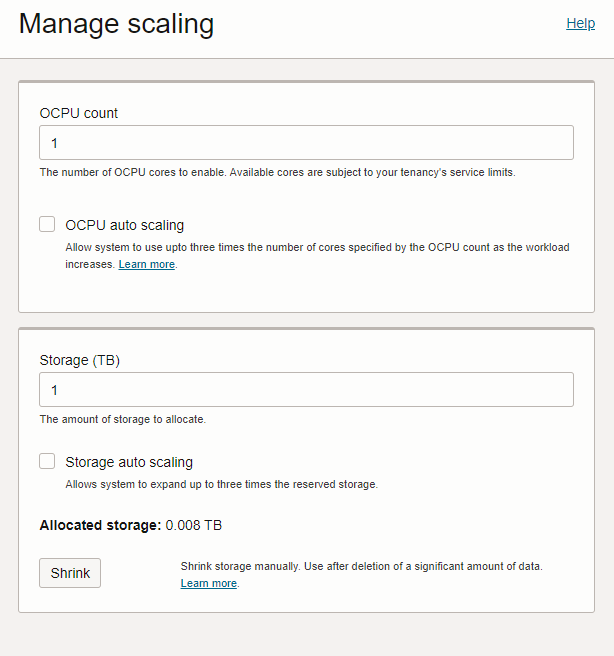 Manage scaling
Help
OCPU count
1
The number of OCPU cores to enable. Available cores are subject to your tenancy's service limits.
OCPU auto scaling
Allow system to use upto three times the number of cores specified by the OCPU count as the workload
increases. Learn more.
Storage (TB)
1
The amount of storage to allocate.
Storage auto scaling
Allows system to expand up to three times the reserved storage.
Allocated storage: 0.008 TB
Shrink
Shrink storage manually. Use after deletion of a significant amount of data.
Learn more.